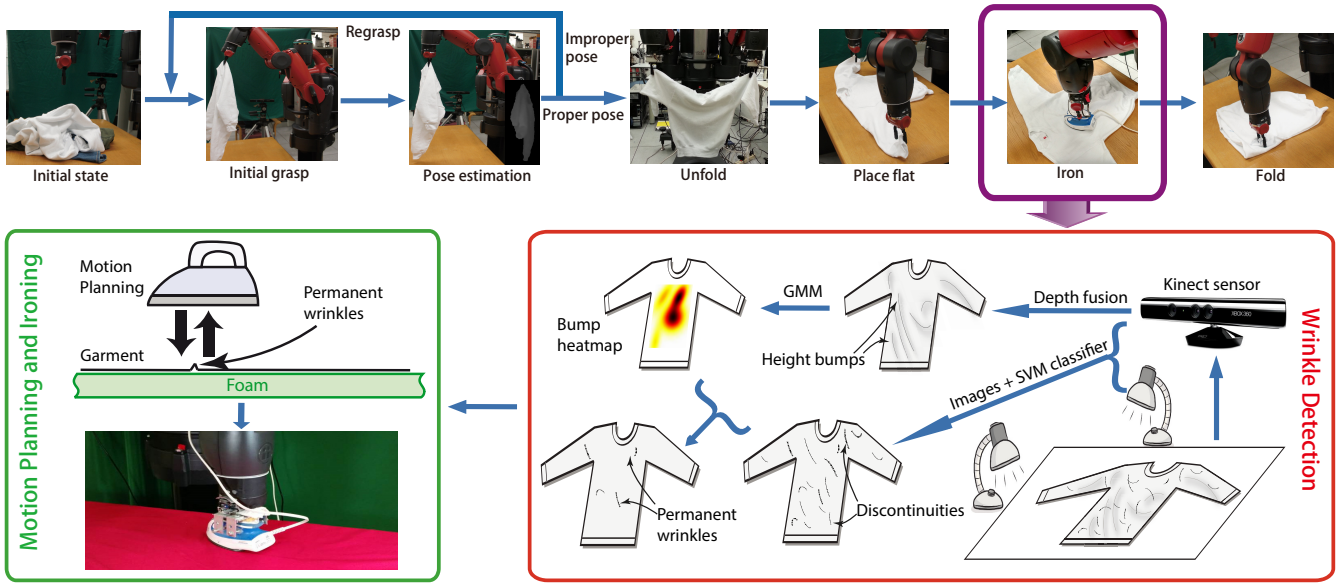 Regrasp
Improper
pose
Proper pose
Initial state
Initial grasp
Pose estimation
Unfold
Place flat
Iron
Fold
Motion Planning and Ironing
Motion
Planning
Permanent
wrinkles
Garment
Foam
Wrinkle Detection
Bump
heatmap
GMM
Height bumps
Depth fusion
Kinect sensor
XBOX 360
Images + SVM classifier
Permanent
wrinkles
Discontinuities